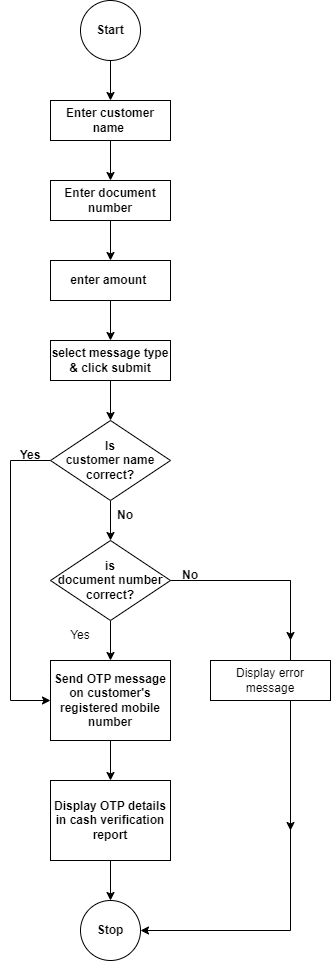 Start
Enter customer
name
Enter document
number
enter amount
select message type
& click submit
Is
customer name
correct?
Yes
No
is
document number
correct?
No
Yes
Send OTP message
on customer's
registered mobile
number
Display error
message
Display OTP details
in cash verification
report
Stop